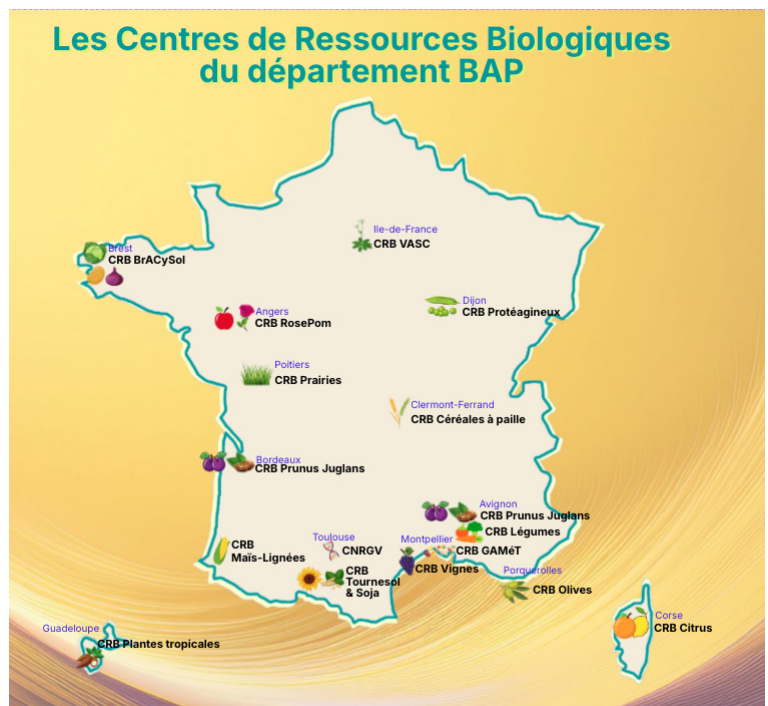 Les Centres de Ressources Biologiques
du département BAP
Ile-de-France
CRB VASC
Brest
CRB BrACySol
Dijon
CRB Protéagineux
Angers
CRB RosePom
Poitiers
CRB Prairies
Clermont-Ferrand
CRB Céréales à paille
Bordeaux
CRB Prunus Juglans
Avignon
CRB Prunus Juglans
CRB Légumes
Montpellier
CRB GAMéT
CRB Vignes
Toulouse
CNRGV
CRB
Tournesol
& Soja
CRB
Maïs-Lignées
Porquerolles
CRB Olives
Corse
CRB Citrus
Guadeloupe
CRB Plantes tropicales